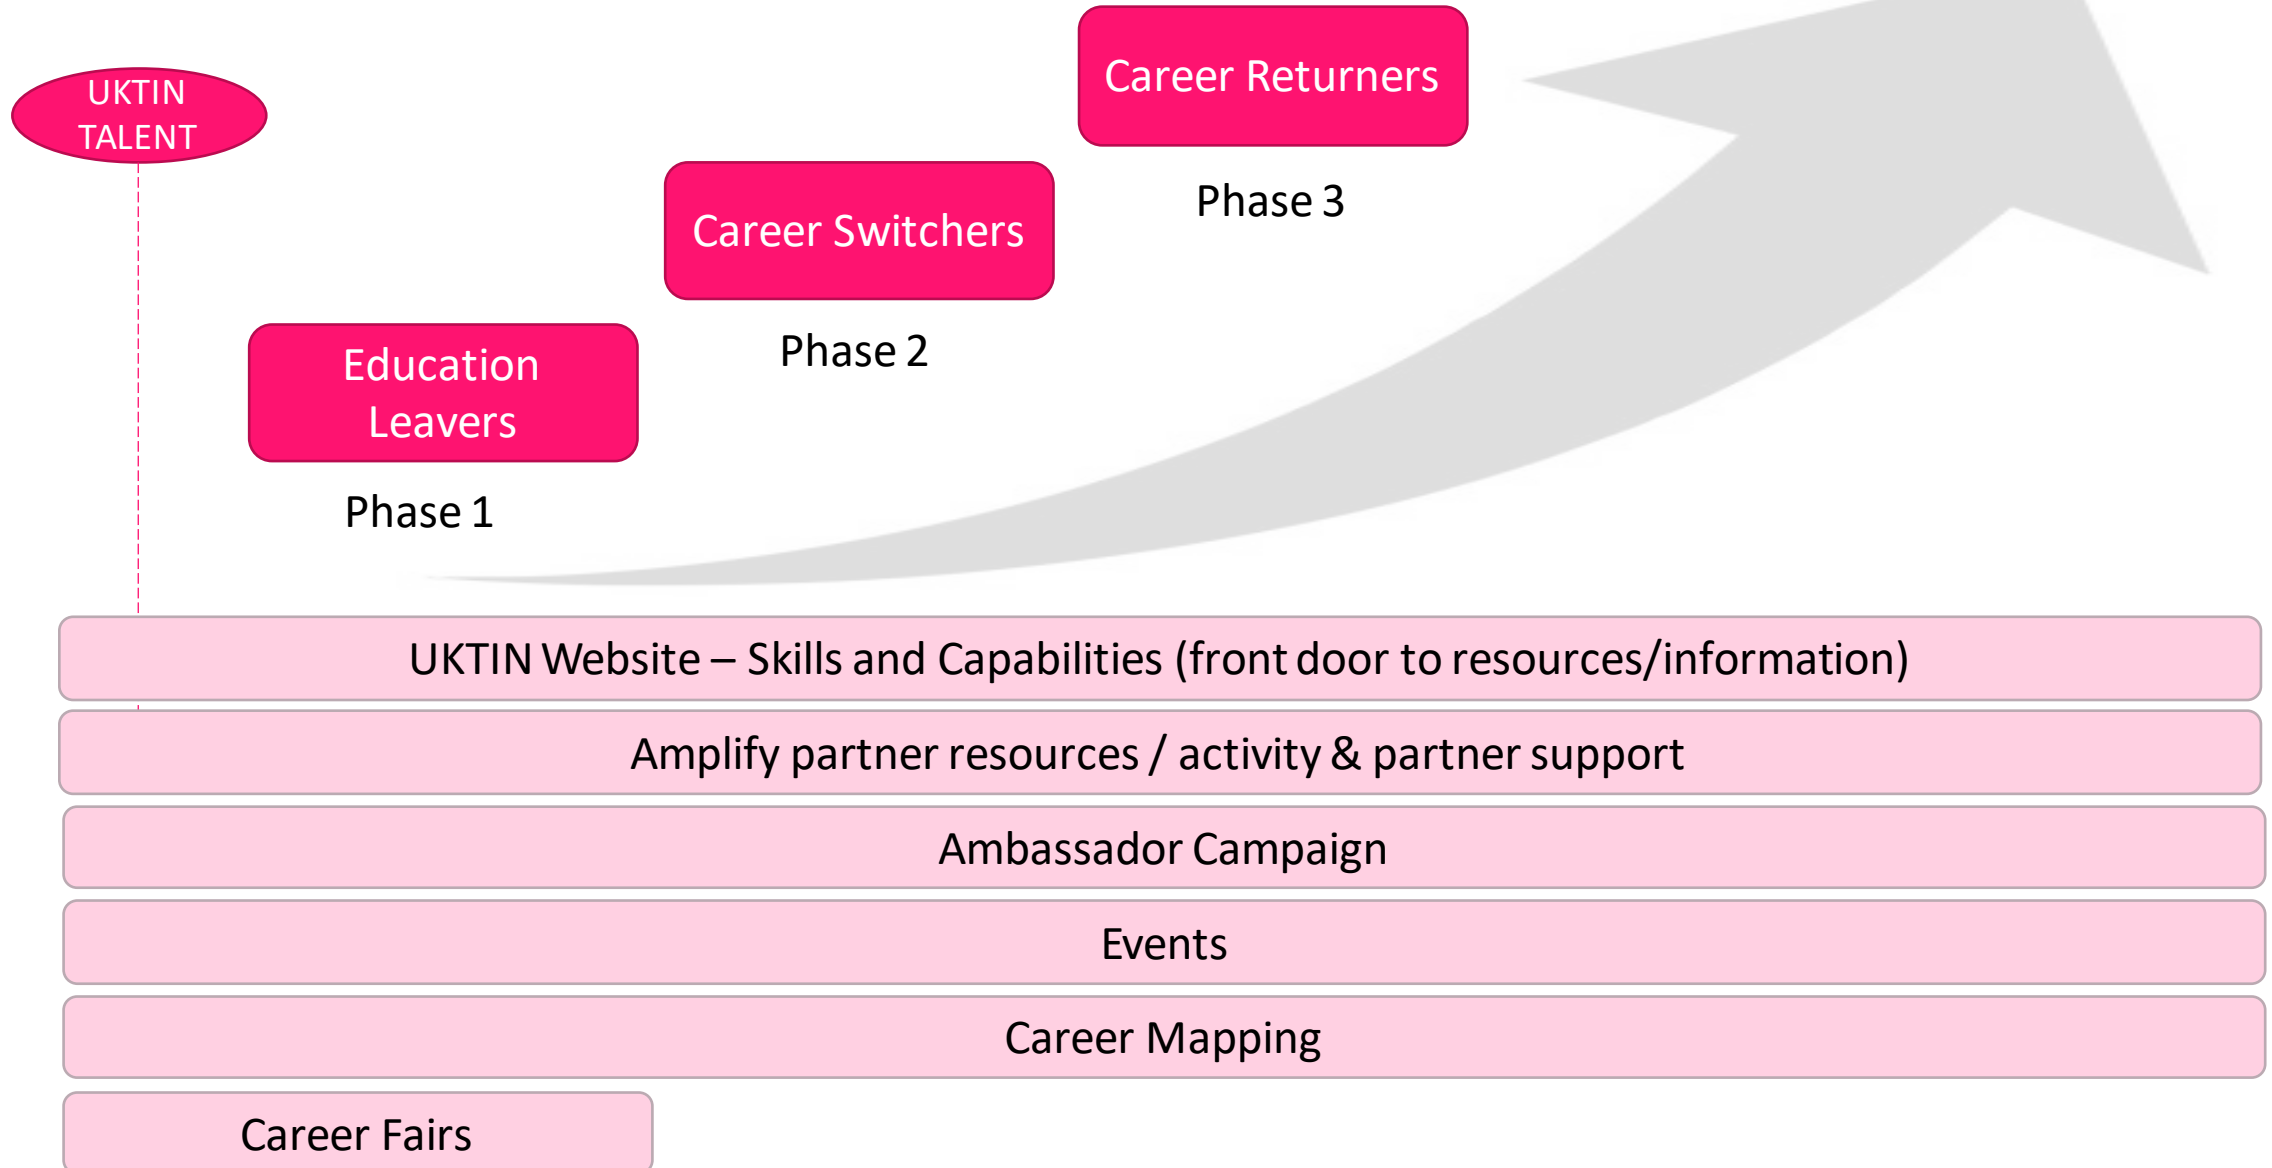 UKTIN
TALENT
Career Returners
Phase 3
Career Switchers
Phase 2
Education
Leavers
Phase 1
UKTIN Website – Skills and Capabilities (front door to resources/information)
Amplify partner resources / activity & partner support
Ambassador Campaign
Events
Career Mapping
Career Fairs